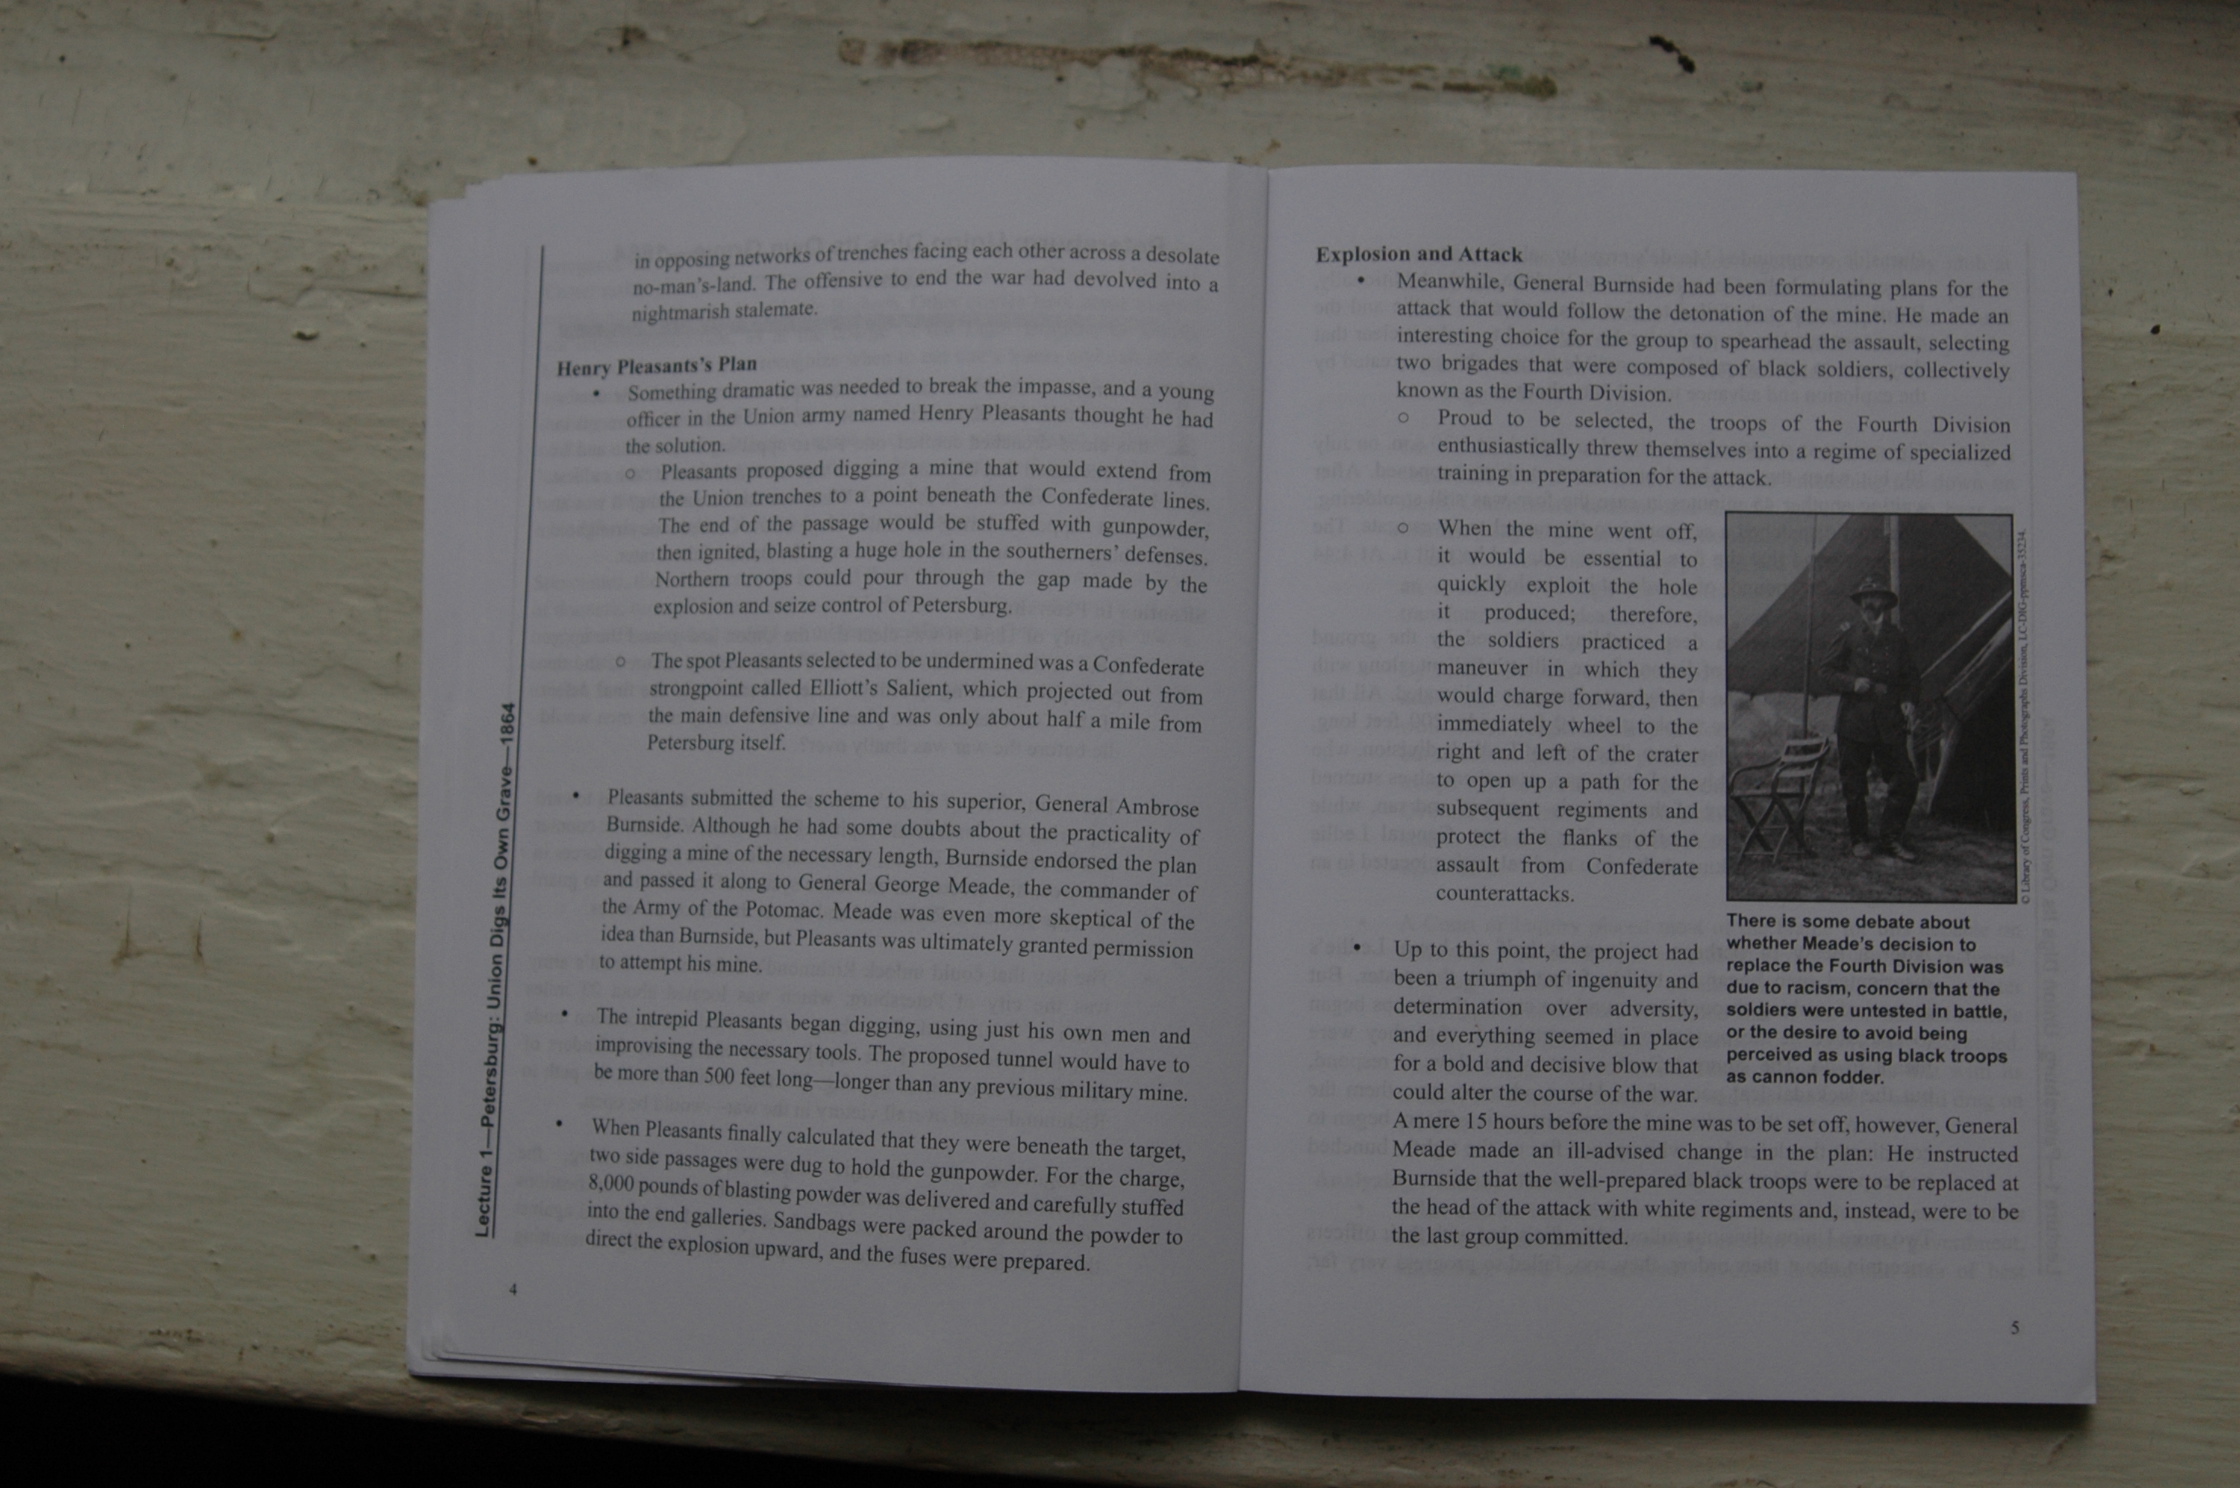 in opposing networks of trenches facing each other across a desolate
no-man's-land. The offensive to end the war had devolved into a
nightmarish stalemate.
Henry Pleasants's Plan
• Something dramatic was needed to break the impasse, and a young
officer in the Union army named Henry Pleasants thought he had
the solution.
○ Pleasants proposed digging a mine that would extend from
the Union trenches to a point beneath the Confederate lines.
The end of the passage would be stuffed with gunpowder,
then ignited, blasting a huge hole in the southerners' defenses.
Northern troops could pour through the gap made by the
explosion and seize control of Petersburg.
○ The spot Pleasants selected to be undermined was a Confederate
strongpoint called Elliott's Salient, which projected out from
the main defensive line and was only about half a mile from
Petersburg itself.
• Pleasants submitted the scheme to his superior, General Ambrose
Burnside. Although he had some doubts about the practicality of
digging a mine of the necessary length, Burnside endorsed the plan
and passed it along to General George Meade, the commander of
the Army of the Potomac. Meade was even more skeptical of the
idea than Burnside, but Pleasants was ultimately granted permission
to attempt his mine.
• The intrepid Pleasants began digging, using just his own men and
improvising the necessary tools. The proposed tunnel would have to
be more than 500 feet long—longer than any previous military mine.
• When Pleasants finally calculated that they were beneath the target,
two side passages were dug to hold the gunpowder. For the charge,
8,000 pounds of blasting powder was delivered and carefully stuffed
into the end galleries. Sandbags were packed around the powder to
direct the explosion upward, and the fuses were prepared.
Lecture 1—Petersburg: Union Digs Its Own Grave—1864
4
Explosion and Attack
• Meanwhile, General Burnside had been formulating plans for the
attack that would follow the detonation of the mine. He made an
interesting choice for the group to spearhead the assault, selecting
two brigades that were composed of black soldiers, collectively
known as the Fourth Division.
○ Proud to be selected, the troops of the Fourth Division
enthusiastically threw themselves into a regime of specialized
training in preparation for the attack.
○ When the mine went off,
it would be essential to
quickly exploit the hole
it produced; therefore,
the soldiers practiced a
maneuver in which they
would charge forward, then
immediately wheel to the
right and left of the crater
to open up a path for the
subsequent regiments and
protect the flanks of the
assault from Confederate
counterattacks.
© Library of Congress, Prints and Photographs Division, LC-DIG-ppmsca-35234.
There is some debate about
whether Meade's decision to
replace the Fourth Division was
due to racism, concern that the
soldiers were untested in battle,
or the desire to avoid being
perceived as using black troops
as cannon fodder.
• Up to this point, the project had
been a triumph of ingenuity and
determination over adversity,
and everything seemed in place
for a bold and decisive blow that
could alter the course of the war.
A mere 15 hours before the mine was to be set off, however, General
Meade made an ill-advised change in the plan: He instructed
Burnside that the well-prepared black troops were to be replaced at
the head of the attack with white regiments and, instead, were to be
the last group committed.
5